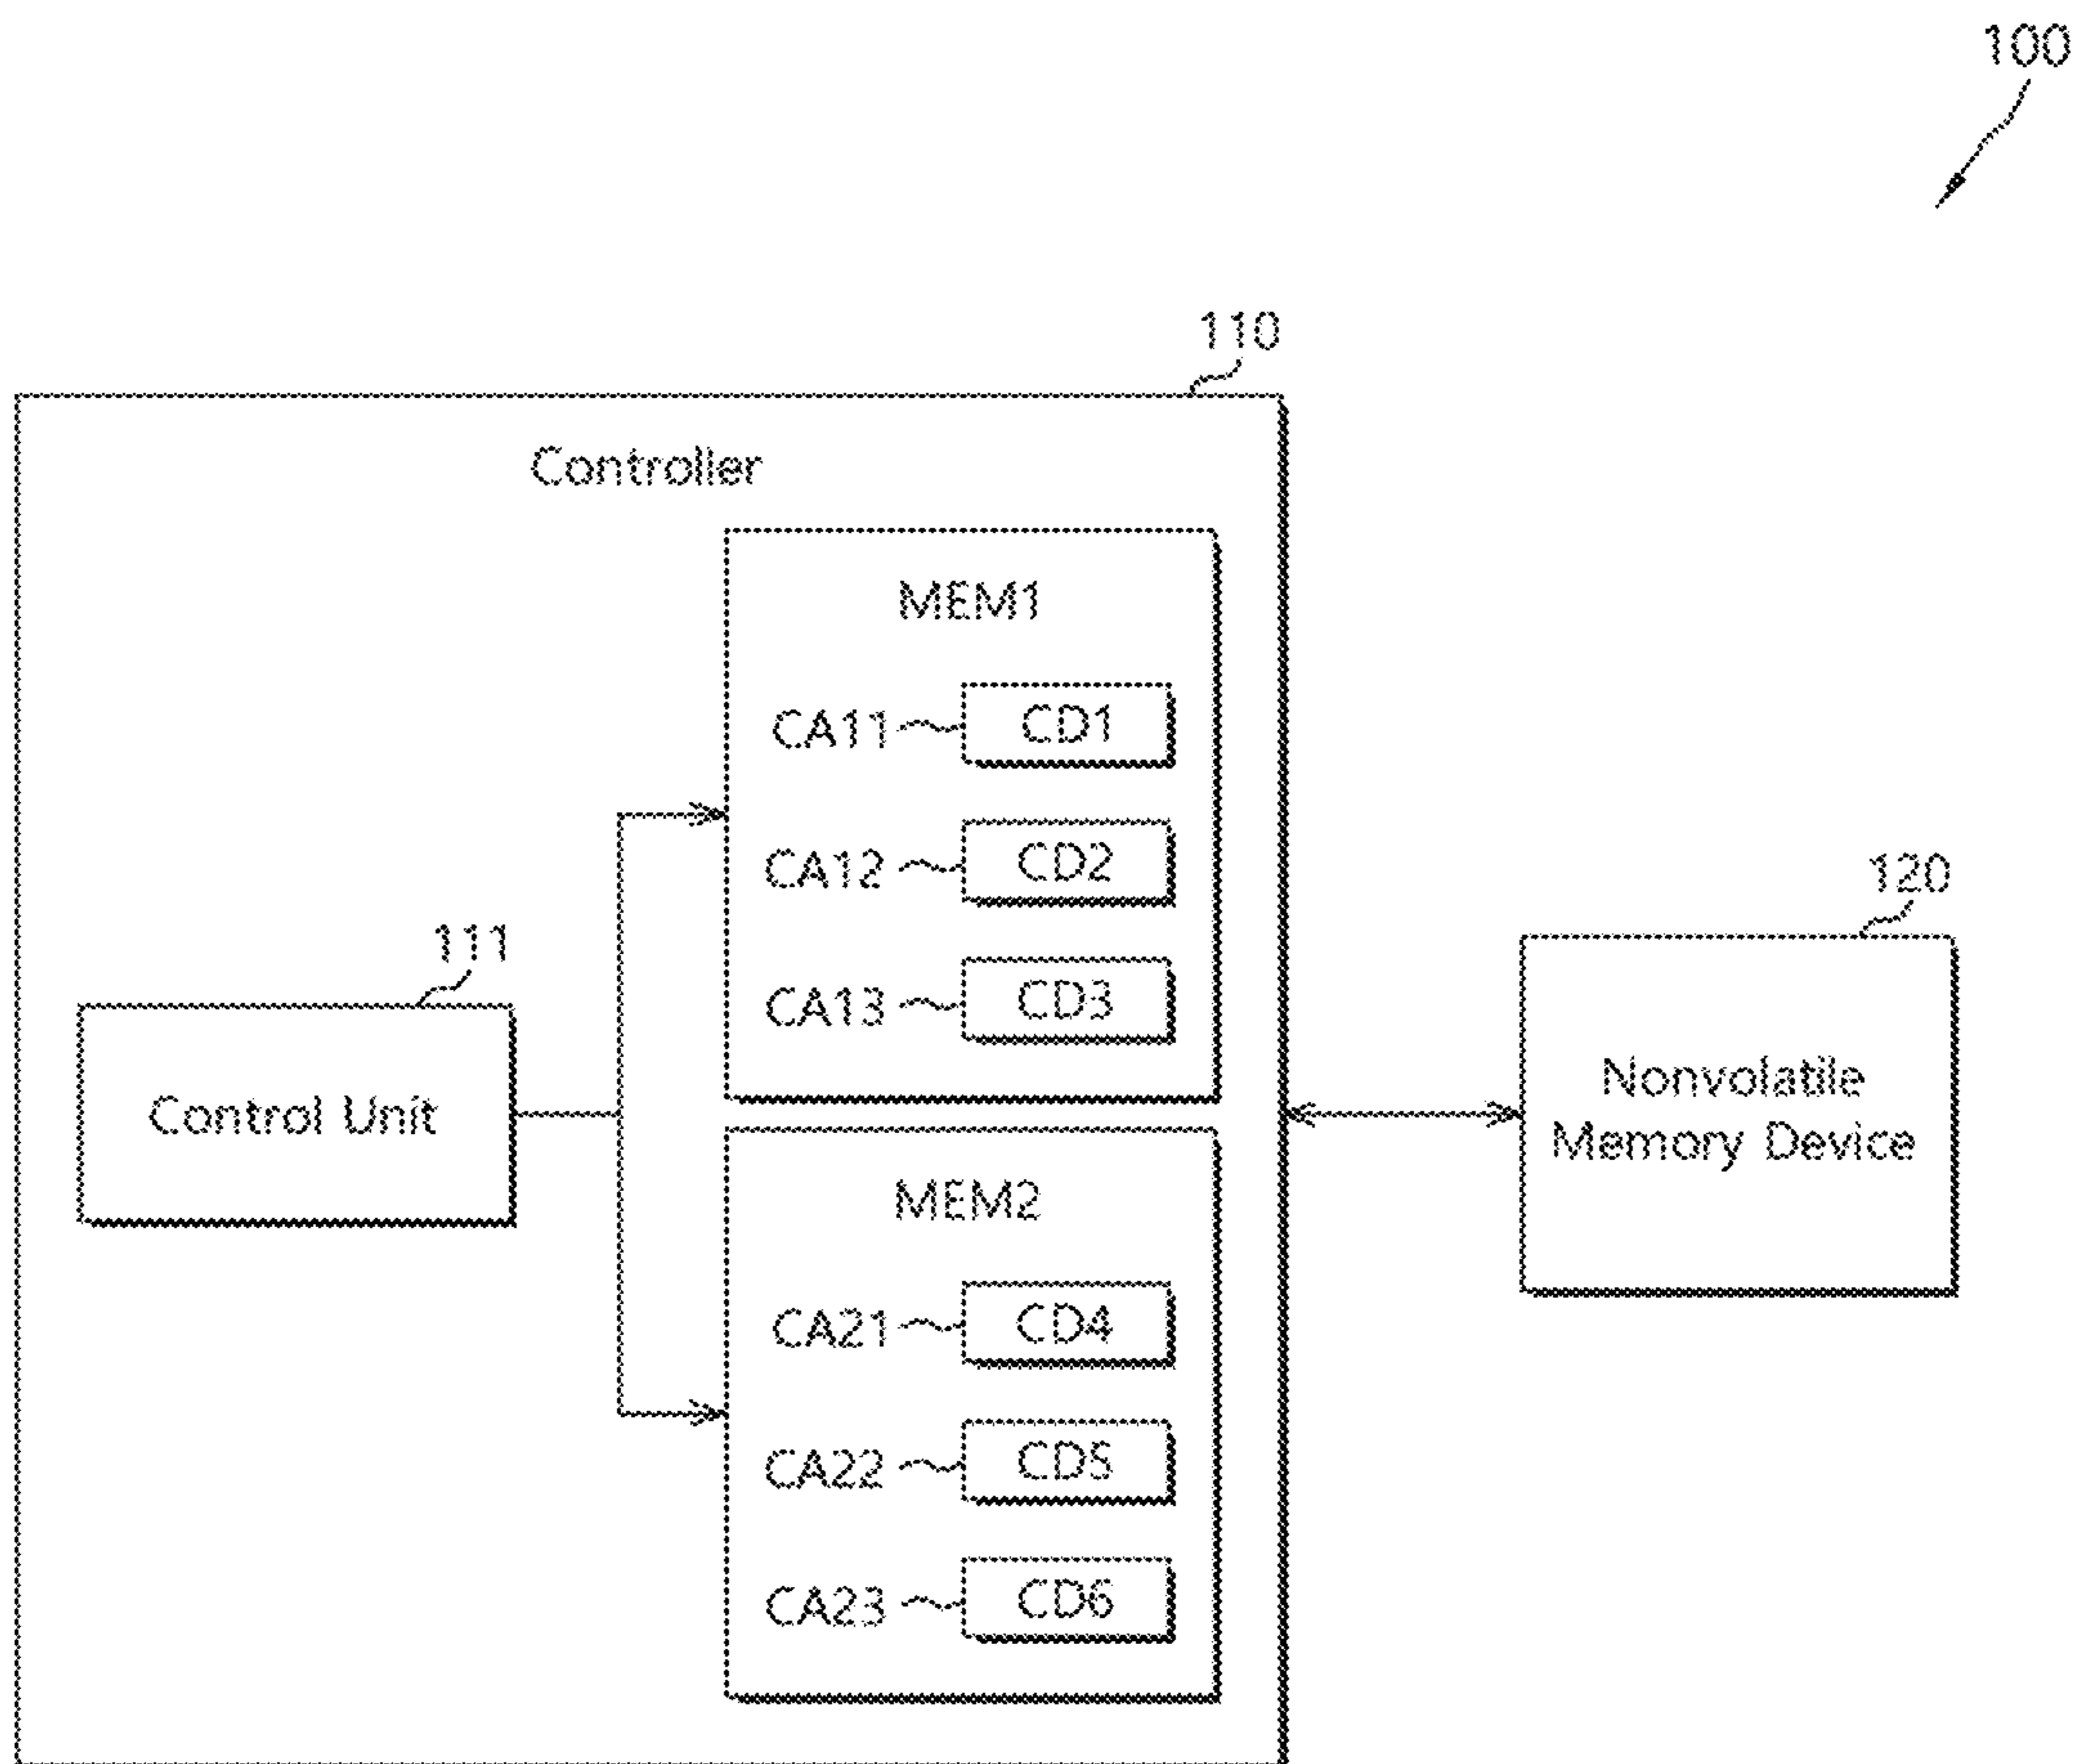 100
110
Controller
MEM1
CA11 CD1
CA12 CD2
CA13 CD3
111
Control Unit
MEM2
CA21 CD4
CA22 CD5
CA23 CD6
120
Nonvolatile
Memory Device